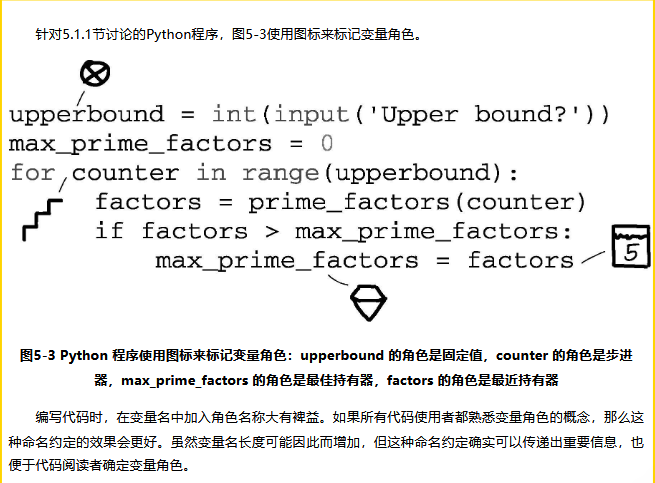 针对5.1.1节讨论的Python程序，图5-3使用图标来标记变量角色。
upperbound = int(input('Upper bound?'))
max_prime_factors = 0
for counter in range(upperbound):
    factors = prime_factors(counter)
    if factors > max_prime_factors:
        max_prime_factors = factors
5
图5-3 Python 程序使用图标来标记变量角色：upperbound 的角色是固定值，counter 的角色是步进
器，max_prime_factors 的角色是最佳持有器，factors 的角色是最近持有器
编写代码时，在变量名中加入角色名称大有裨益。如果所有代码使用者都熟悉变量角色的概念，那么这
种命名约定的效果会更好。虽然变量名长度可能因此而增加，但这种命名约定确实可以传递出重要信息，也
便于代码阅读者确定变量角色。